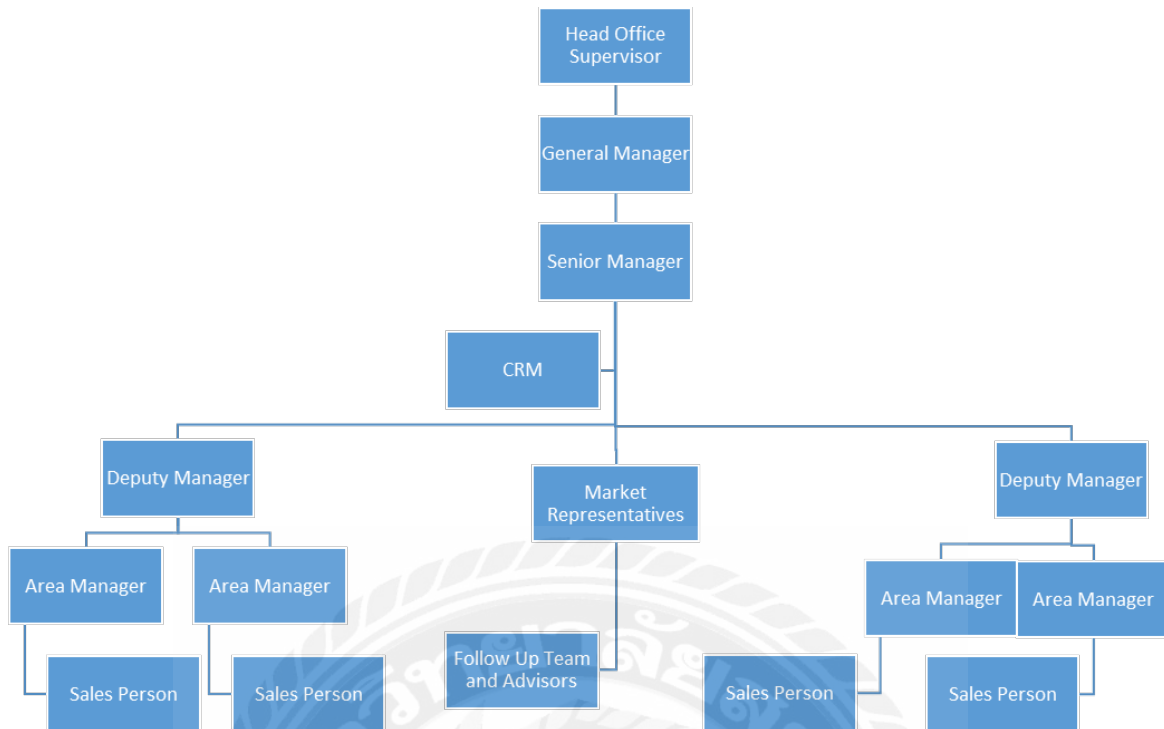 Head Office
Supervisor
General Manager
Senior Manager
CRM
Deputy Manager
Market
Representatives
Deputy Manager
Area Manager
Area Manager
Area Manager
Area Manager
Sales Person
Sales Person
Follow Up Team
and Advisors
Sales Person
Sales Person